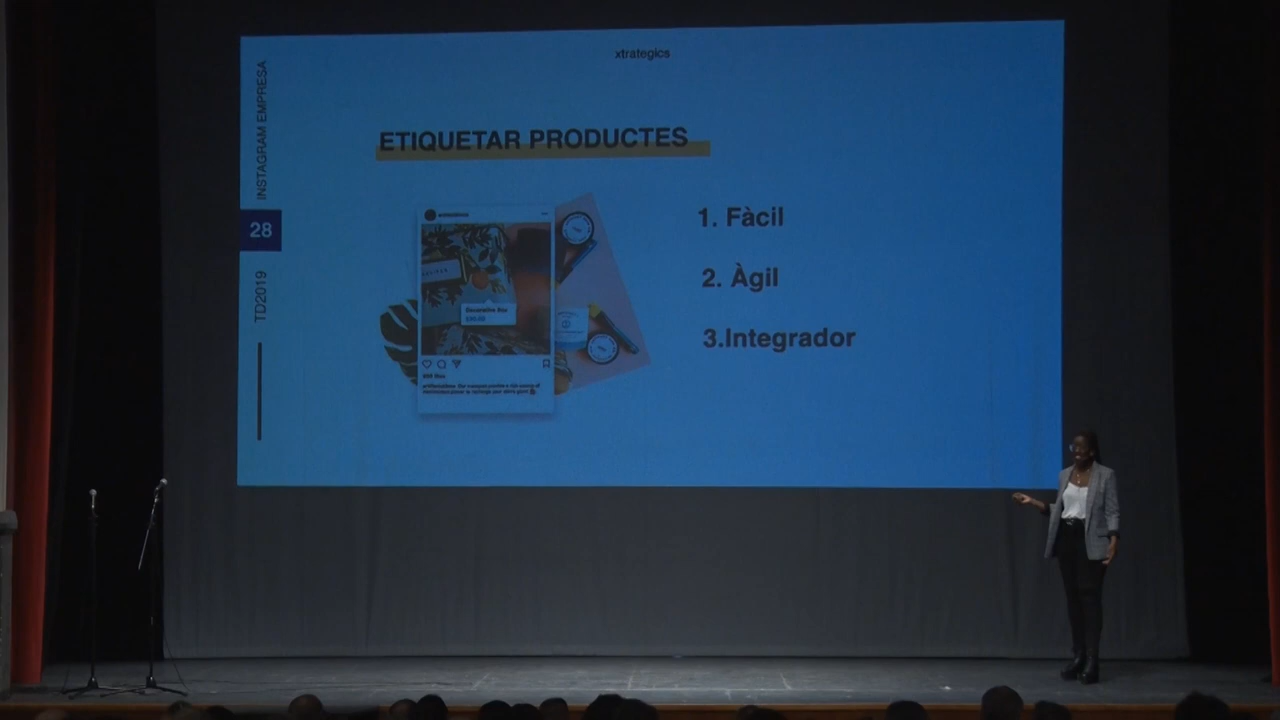 xtrategics
INSTAGRAM EMPRESA
28
TD2019
ETIQUETAR PRODUCTES
1. Fàcil
2. Àgil
3.Integrador